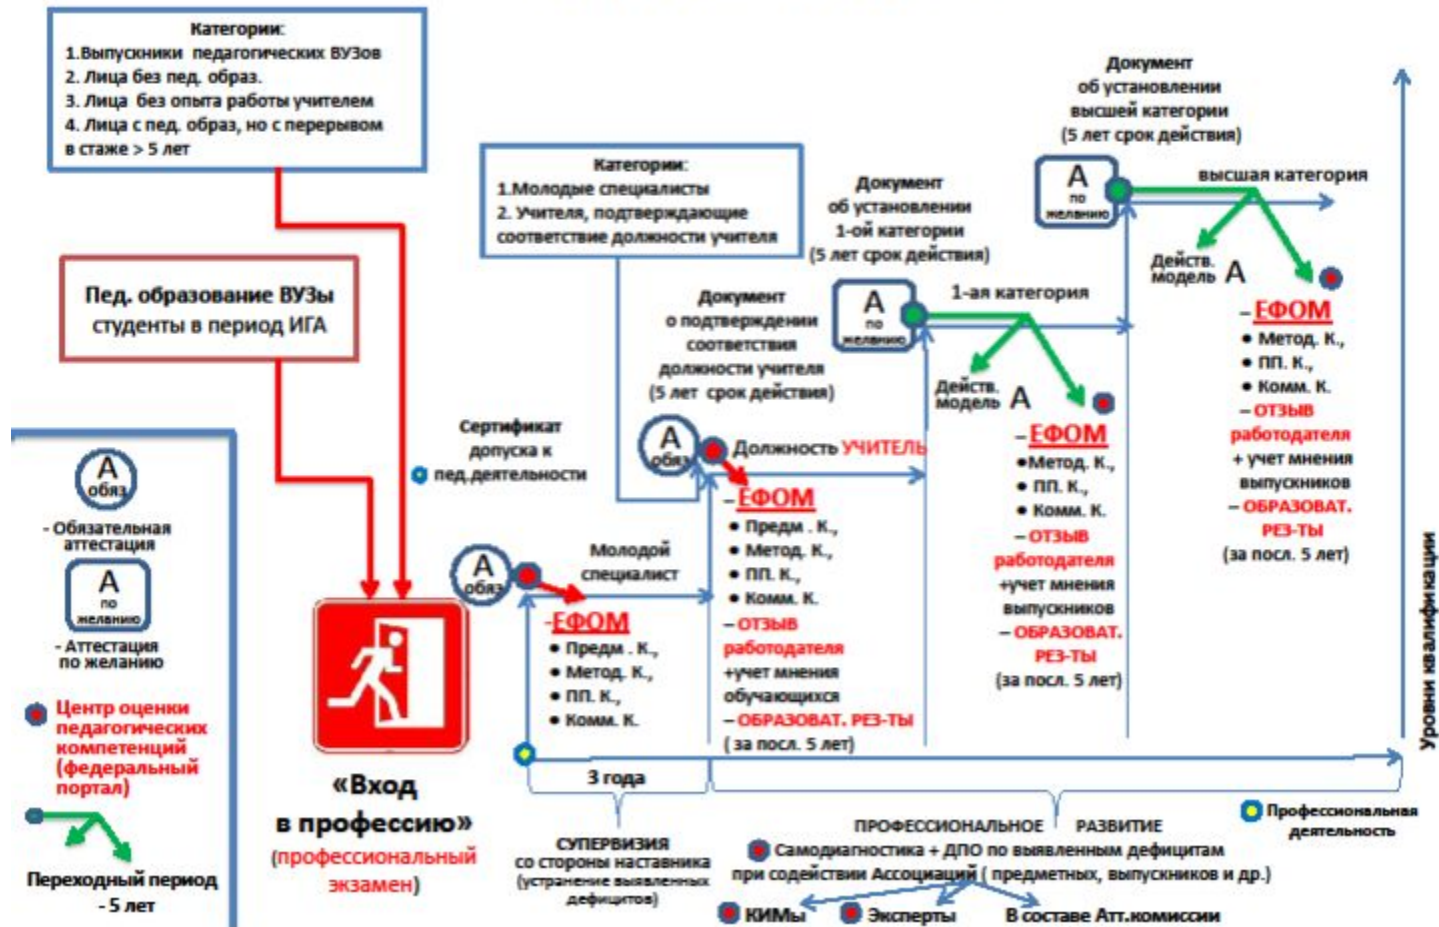 Категории:
1.Выпускники педагогических ВУЗов
2. Лица без пед. образ.
3. Лица без опыта работы учителем
4. Лица с пед. образ, но с перерывом
в стаже > 5 лет
Пед. образование ВУЗы
студенты в период ИГА
А
обяз
- Обязательная
аттестация
А
по
желанию
- Аттестация
по желанию
Центр оценки
педагогических
компетенций
(федеральный
портал)
Переходный период
- 5 лет
«Вход
в профессию»
(профессиональный
экзамен)
Сертификат
допуска к
пед.деятельности
А
обяз
Молодой
специалист
-ЕФОМ
• Предм . К.,
• Метод. К.,
• ПП. К.,
• Комм. К.
3 года
СУПЕРВИЗИЯ
со стороны наставника
(устранение выявленных
дефицитов)
Категории:
1.Молодые специалисты
2. Учителя, подтверждающие
соответствие должности учителя
Документ
о подтверждении
соответствия
должности учителя
(5 лет срок действия)
А
обяз
Должность УЧИТЕЛЬ
– ЕФОМ
• Предм . К.,
• Метод. К.,
• ПП. К.,
• Комм. К.
– ОТЗЫВ
работодателя
+учет мнения
обучающихся
– ОБРАЗОВАТ. РЕЗ-ТЫ
( за посл. 5 лет)
Документ
об установлении
1-ой категории
(5 лет срок действия)
А
по
желанию
1-ая категория
Действ.
модель А
– ЕФОМ
•Метод. К.,
• ПП. К.,
• Комм. К.
– ОТЗЫВ
работодателя
+учет мнения
выпускников
– ОБРАЗОВАТ.
РЕЗ-ТЫ
(за посл. 5 лет)
Документ
об установлении
высшей категории
(5 лет срок действия)
А
по
желанию
высшая категория
Действ.
модель А
– ЕФОМ
• Метод. К.,
• ПП. К.,
• Комм. К.
– ОТЗЫВ
работодателя
+ учет мнения
выпускников
– ОБРАЗОВАТ.
РЕЗ-ТЫ
(за посл. 5 лет)
Уровни квалификации
Профессиональная
деятельность
ПРОФЕССИОНАЛЬНОЕ РАЗВИТИЕ
Самодиагностика + ДПО по выявленным дефицитам
при содействии Ассоциаций ( предметных, выпускников и др.)
КИМы
Эксперты
В составе Атт.комиссии